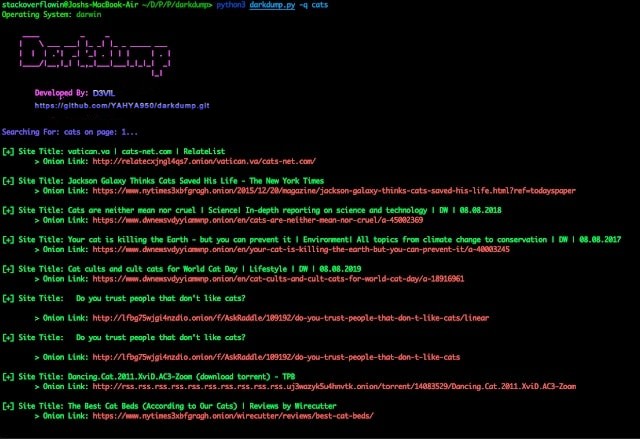 stackoverflowin@Joshs-MacBook-Air ~/D/P/P/darkdump> python3 darkdump.py -q cats
Operating System: darwin
Darkdump
Developed By: D3VIL
https://github.com/YAHYA950/darkdump.git
Searching For: cats on page: 1...
[+] Site Title: vatican.va | cats-net.com | RelateList
> Onion Link: http://relatecxjngl4qs7.onion/vatican.va/cats-net.com/
[+] Site Title: Jackson Galaxy Thinks Cats Saved His Life - The New York Times
> Onion Link: https://www.nytimes3xbfgragh.onion/2015/12/20/magazine/jackson-galaxy-thinks-cats-saved-his-life.html?ref=todayspaper
[+] Site Title: Cats are neither mean nor cruel | Science| In-depth reporting on science and technology | DW | 08.08.2018
> Onion Link: https://www.dwnewsvdyyiamwnp.onion/en/cats-are-neither-mean-nor-cruel/a-45002369
[+] Site Title: Your cat is killing the Earth - but you can prevent it | Environment| All topics from climate change to conservation | DW | 08.08.2017
> Onion Link: https://www.dwnewsvdyyiamwnp.onion/en/your-cat-is-killing-the-earth-but-you-can-prevent-it/a-40003245
[+] Site Title: Cat cults and cult cats for World Cat Day | Lifestyle | DW | 08.08.2019
> Onion Link: https://www.dwnewsvdyyiamwnp.onion/en/cat-cults-and-cult-cats-for-world-cat-day/a-18916961
[+] Site Title: Do you trust people that don't like cats?
> Onion Link: http://lfbg75wjgi4nzdio.onion/f/AskRaddle/109192/do-you-trust-people-that-don-t-like-cats/linear
[+] Site Title: Do you trust people that don't like cats?
> Onion Link: http://lfbg75wjgi4nzdio.onion/f/AskRaddle/109192/do-you-trust-people-that-don-t-like-cats
[+] Site Title: Dancing.Cat.2011.XviD.AC3-Zoom (download torrent) - TPB
> Onion Link: http://rss.rss.rss.rss.rss.rss.rss.rss.rss.uj3wazyk5u4hnvtk.onion/torrent/14083529/Dancing.Cat.2011.XviD.AC3-Zoom
[+] Site Title: The Best Cat Beds (According to Our Cats) | Reviews by Wirecutter
> Onion Link: https://www.nytimes3xbfgragh.onion/wirecutter/reviews/best-cat-beds/